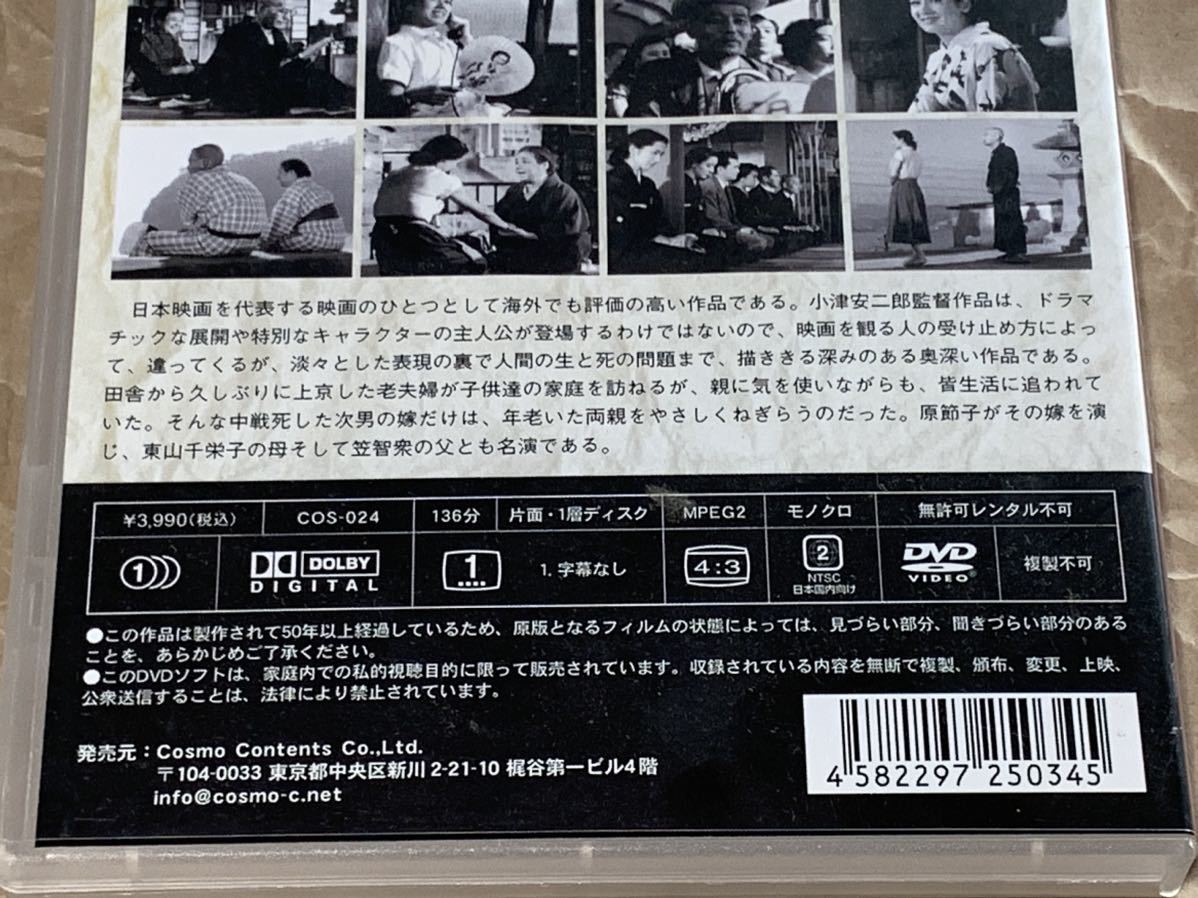 日本映画を代表する映画のひとつとして海外でも評価の高い作品である。小津安二郎監督作品は、ドラマ
チックな展開や特別なキャラクターの主人公が登場するわけではないので、映画を観る人の受け止め方によっ
て、違ってくるが、淡々とした表現の裏で人間の生と死の問題まで、描ききる深みのある奥深い作品である。
田舎から久しぶりに上京した老夫婦が子供達の家庭を訪ねるが、親に気を使いながらも、皆生活に追われて
いた。そんな中戦死した次男の嫁だけは、年老いた両親をやさしくねぎらうのだった。原節子がその嫁を演
じ、東山千栄子の母そして笠智衆の父とも名演である。
¥3,990(税込) COS-024 136分 片面・1層ディスク MPEG2 モノクロ 無許可レンタル不可
1 DOLBY DIGITAL 1 1. 字幕なし 4:3 2 NTSC 日本国内向け DVD VIDEO 複製不可
●この作品は製作されて50年以上経過しているため、原版となるフィルムの状態によっては、見づらい部分、聞きづらい部分のある
ことを、あらかじめご了承ください。
●このDVDソフトは、家庭内での私的視聴目的に限って販売されています。収録されている内容を無断で複製、頒布、変更、上映、
公衆送信することは、法律により禁止されています。
発売元：Cosmo Contents Co.,Ltd.
〒104-0033 東京都中央区新川 2-21-10 梶谷第一ビル4階
info@cosmo-c.net
4 582297 250345